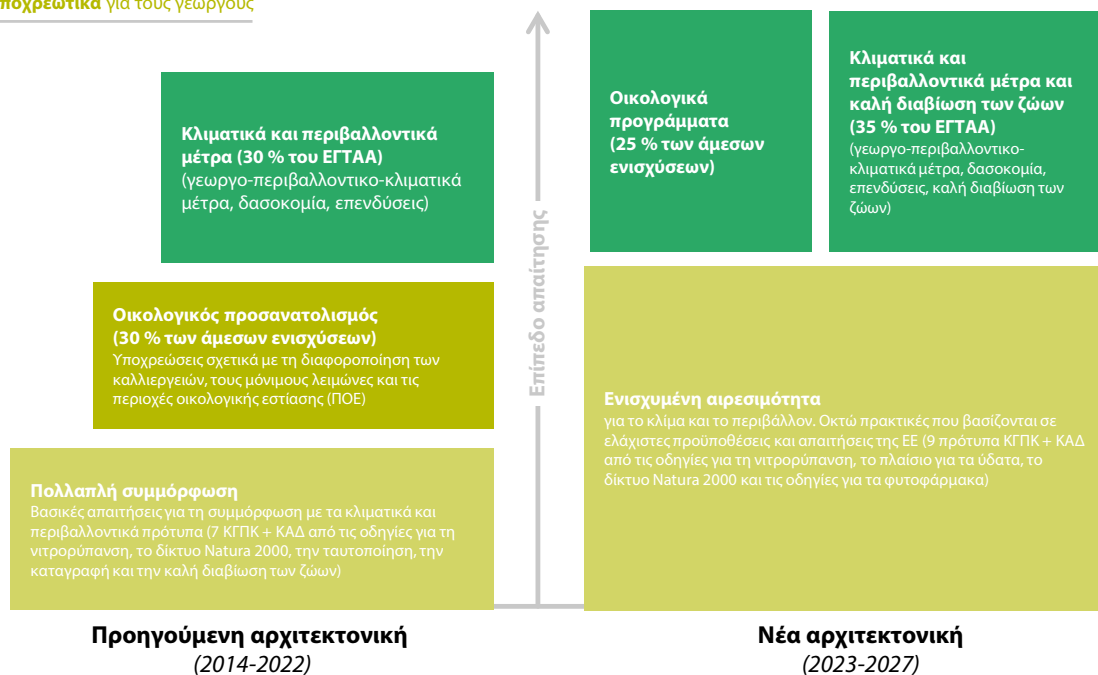 ποχρεωτικά για τους γεωργούς
Κλιματικά και περιβαλλοντικά
μέτρα (30 % του ΕΓΤΑΑ)
(γεωργο-περιβαλλοντικο-κλιματικά
μέτρα, δασοκομία, επενδύσεις)
Οικολογικός προσανατολισμός
(30 % των άμεσων ενισχύσεων)
Υποχρεώσεις σχετικά με τη διαφοροποίηση των
καλλιεργειών, τους μόνιμους λειμώνες και τις
περιοχές οικολογικής εστίασης (ΠΟΕ)
Πολλαπλή συμμόρφωση
Βασικές απαιτήσεις για τη συμμόρφωση με τα κλιματικά και
περιβαλλοντικά πρότυπα (7 ΚΓΠΚ + ΚΑΔ από τις οδηγίες για τη
νιτρορύπανση, το δίκτυο Natura 2000, την ταυτοποίηση, την
καταγραφή και την καλή διαβίωση των ζώων)
Προηγούμενη αρχιτεκτονική
(2014-2022)
Επίπεδο απαίτησης
Οικολογικά
προγράμματα
(25 % των άμεσων
ενισχύσεων)
Κλιματικά και
περιβαλλοντικά μέτρα και
καλή διαβίωση των ζώων
(35 % του ΕΓΤΑΑ)
(γεωργο-περιβαλλοντικο-
κλιματικά μέτρα, δασοκομία,
επενδύσεις, καλή διαβίωση των
ζώων)
Ενισχυμένη αιρεσιμότητα
για το κλίμα και το περιβάλλον. Οκτώ πρακτικές που βασίζονται σε
ελάχιστες προϋποθέσεις και απαιτήσεις της ΕΕ (9 πρότυπα ΚΓΠΚ + ΚΑΔ
από τις οδηγίες για τη νιτρορύπανση, το πλαίσιο για τα ύδατα, το
δίκτυο Natura 2000 και τις οδηγίες για τα φυτοφάρμακα)
Νέα αρχιτεκτονική
(2023-2027)